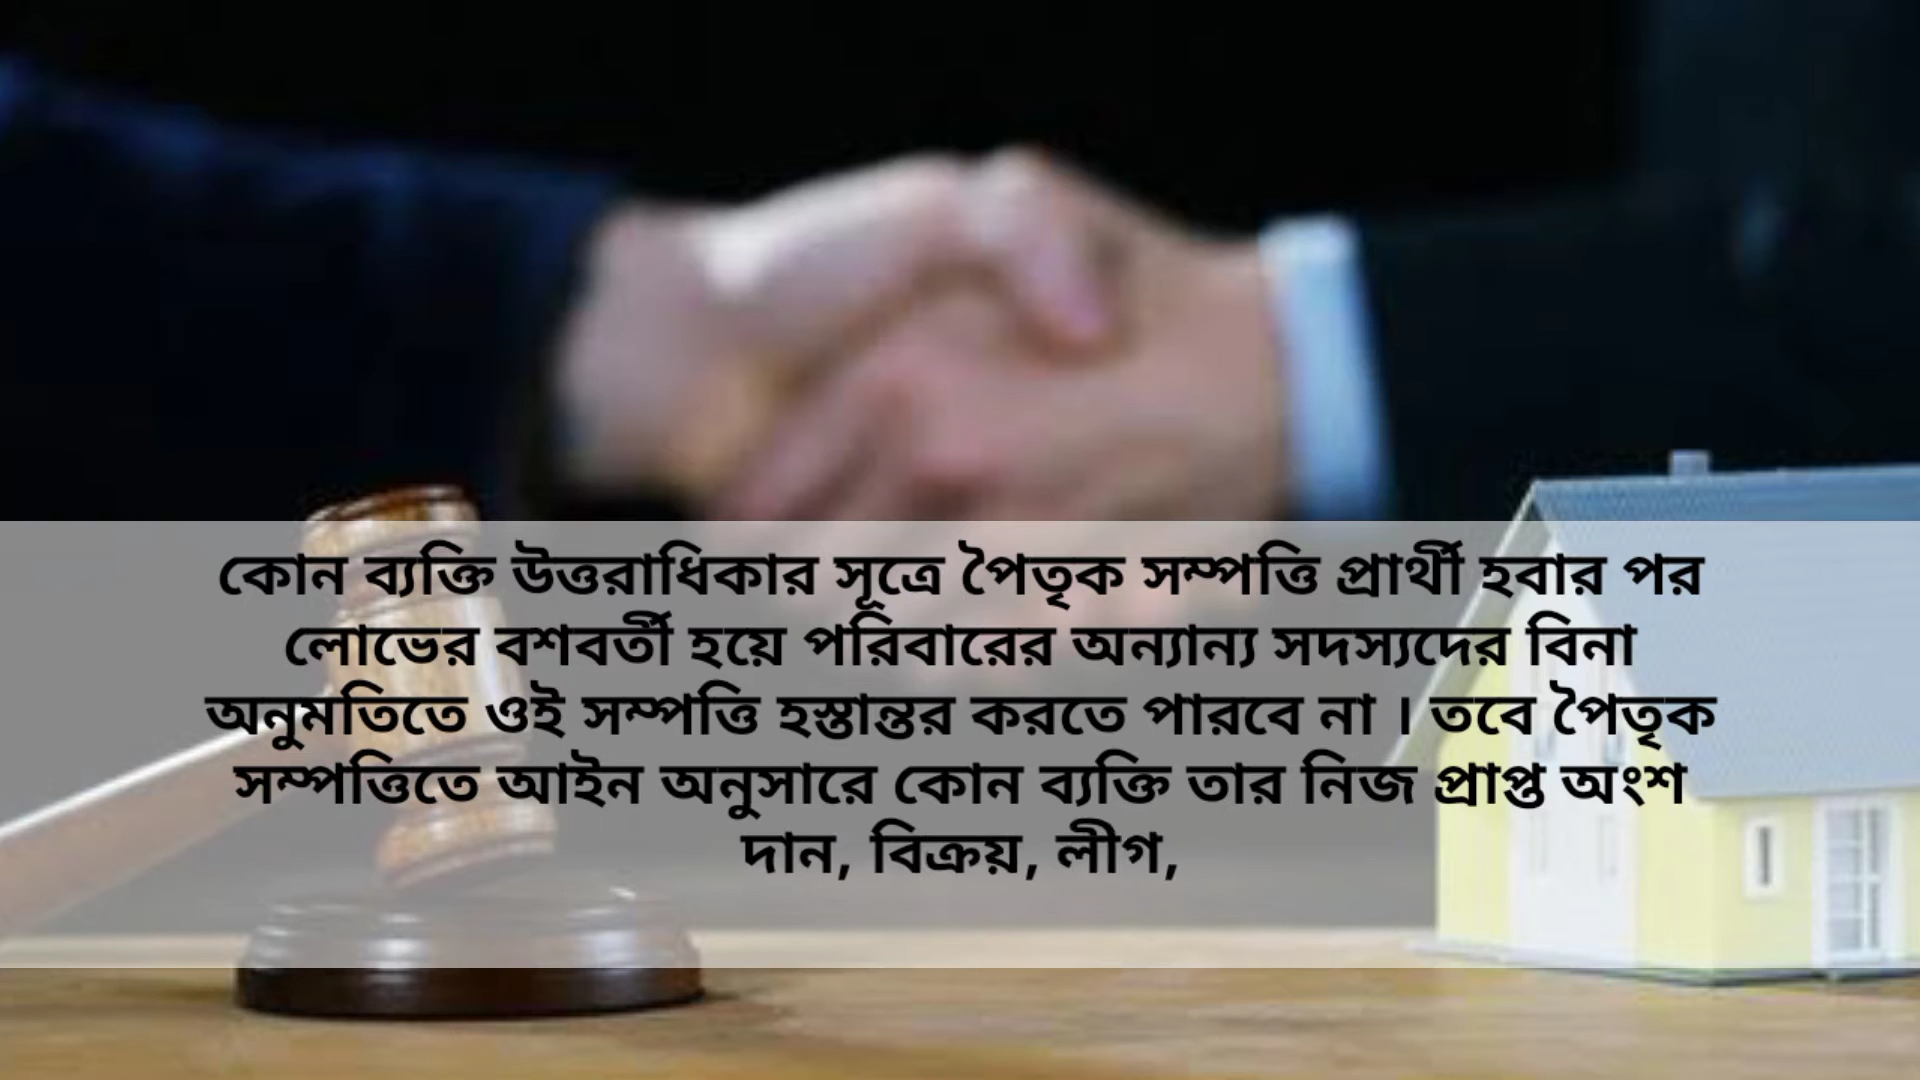 কোন ব্যক্তি উত্তরাধিকার সূত্রে পৈতৃক সম্পত্তি প্রার্থী হবার পর
লোভের বশবর্তী হয়ে পরিবারের অন্যান্য সদস্যদের বিনা
অনুমতিতে ওই সম্পত্তি হস্তান্তর করতে পারবে না । তবে পৈতৃক
সম্পত্তিতে আইন অনুসারে কোন ব্যক্তি তার নিজ প্রাপ্ত অংশ
দান, বিক্রয়, লীগ,